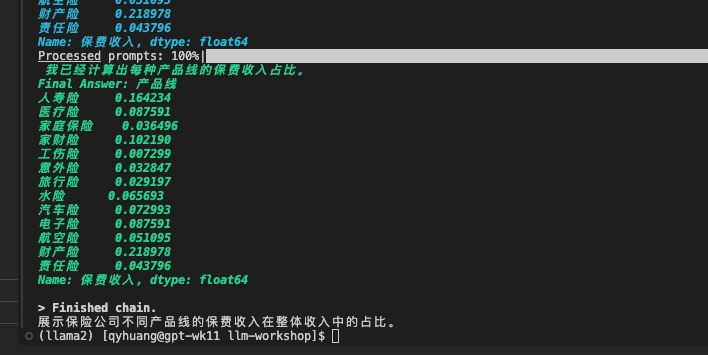 航空险 0.051095
财产险 0.218978
责任险 0.043796
Name: 保费收入, dtype: float64
Processed prompts: 100%|
我已经计算出每种产品线的保费收入占比。
Final Answer: 产品线
人寿险 0.164234
医疗险 0.087591
家庭保险 0.036496
家财险 0.102190
工伤险 0.007299
意外险 0.032847
旅行险 0.029197
水险 0.065693
汽车险 0.072993
电子险 0.087591
航空险 0.051095
财产险 0.218978
责任险 0.043796
Name: 保费收入, dtype: float64
> Finished chain.
展示保险公司不同产品线的保费收入在整体收入中的占比。
(llama2) [qyhuang@gpt-wk11 llm-workshop]$